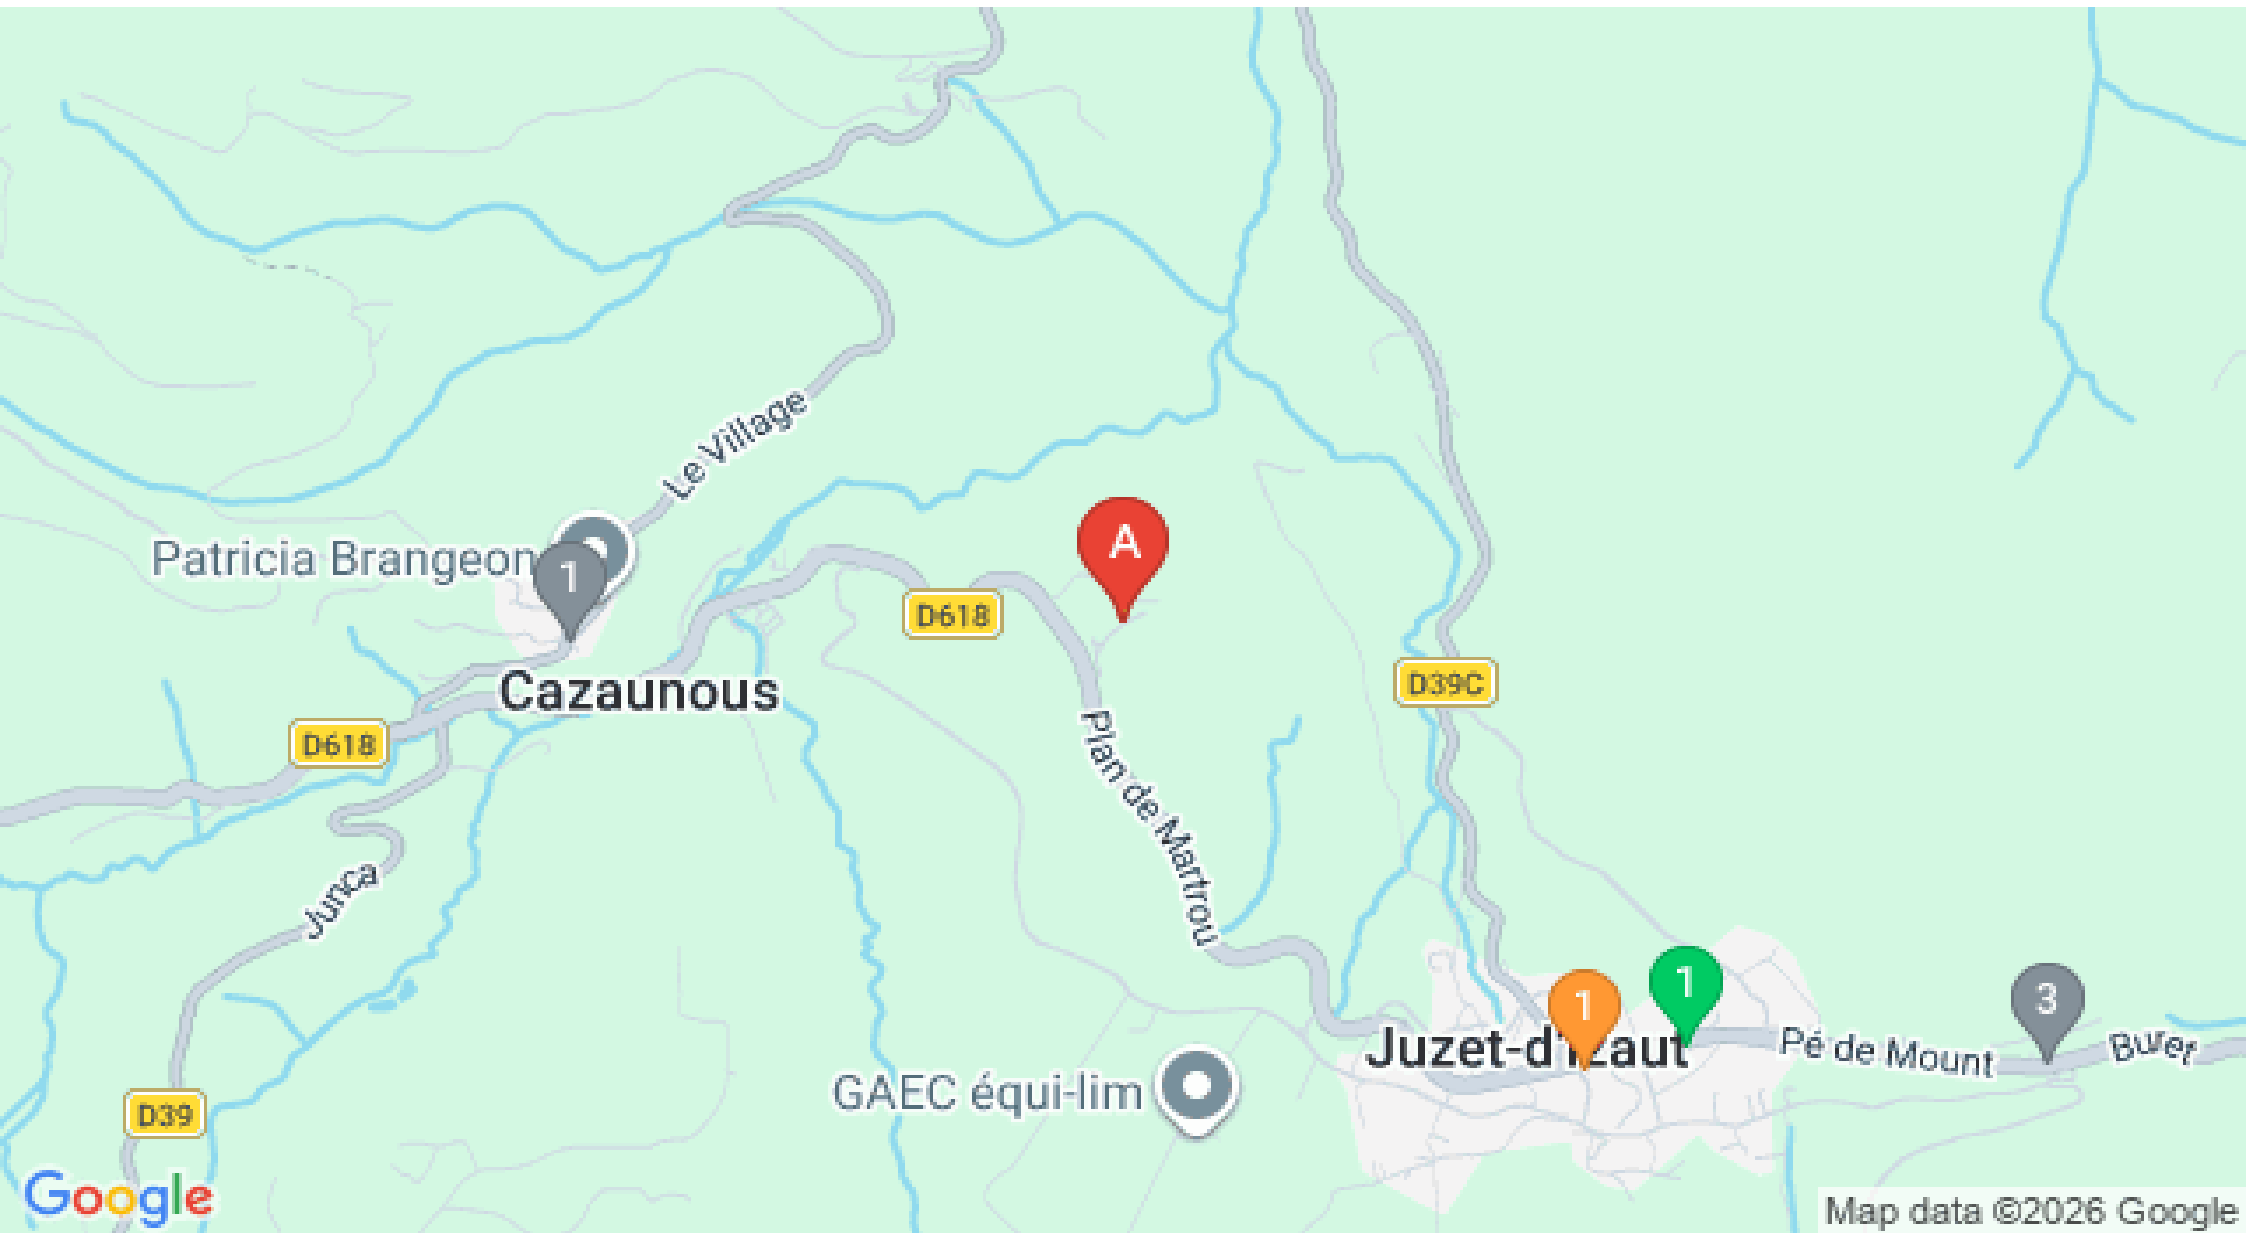 Le Village
Patricia Brangeon
1
A
D618
Cazaunous
D39C
D618
Plan de Martrou
Junca
1
1
3
Juzet-d'Izaut
Pé de Mount
Buret
GAEC équi-lim
D39
Google
Map data ©2026 Google